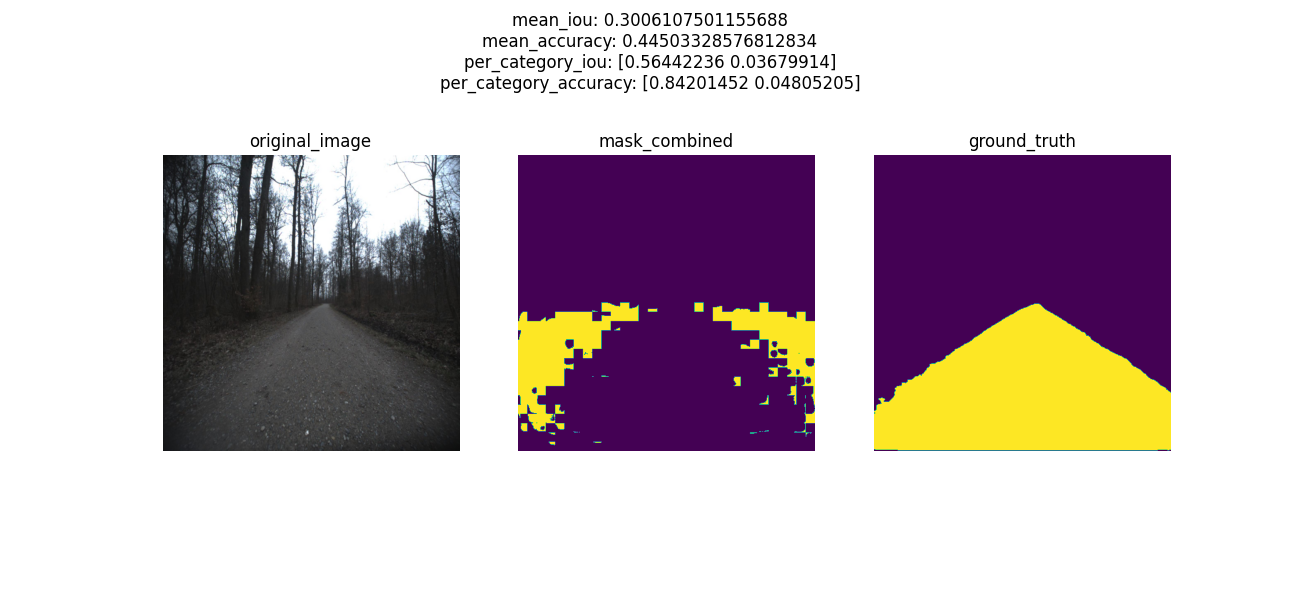 mean_iou: 0.3006107501155688
mean_accuracy: 0.44503328576812834
per_category_iou: [0.56442236 0.03679914]
per_category_accuracy: [0.84201452 0.04805205]
original_image
mask_combined
ground_truth